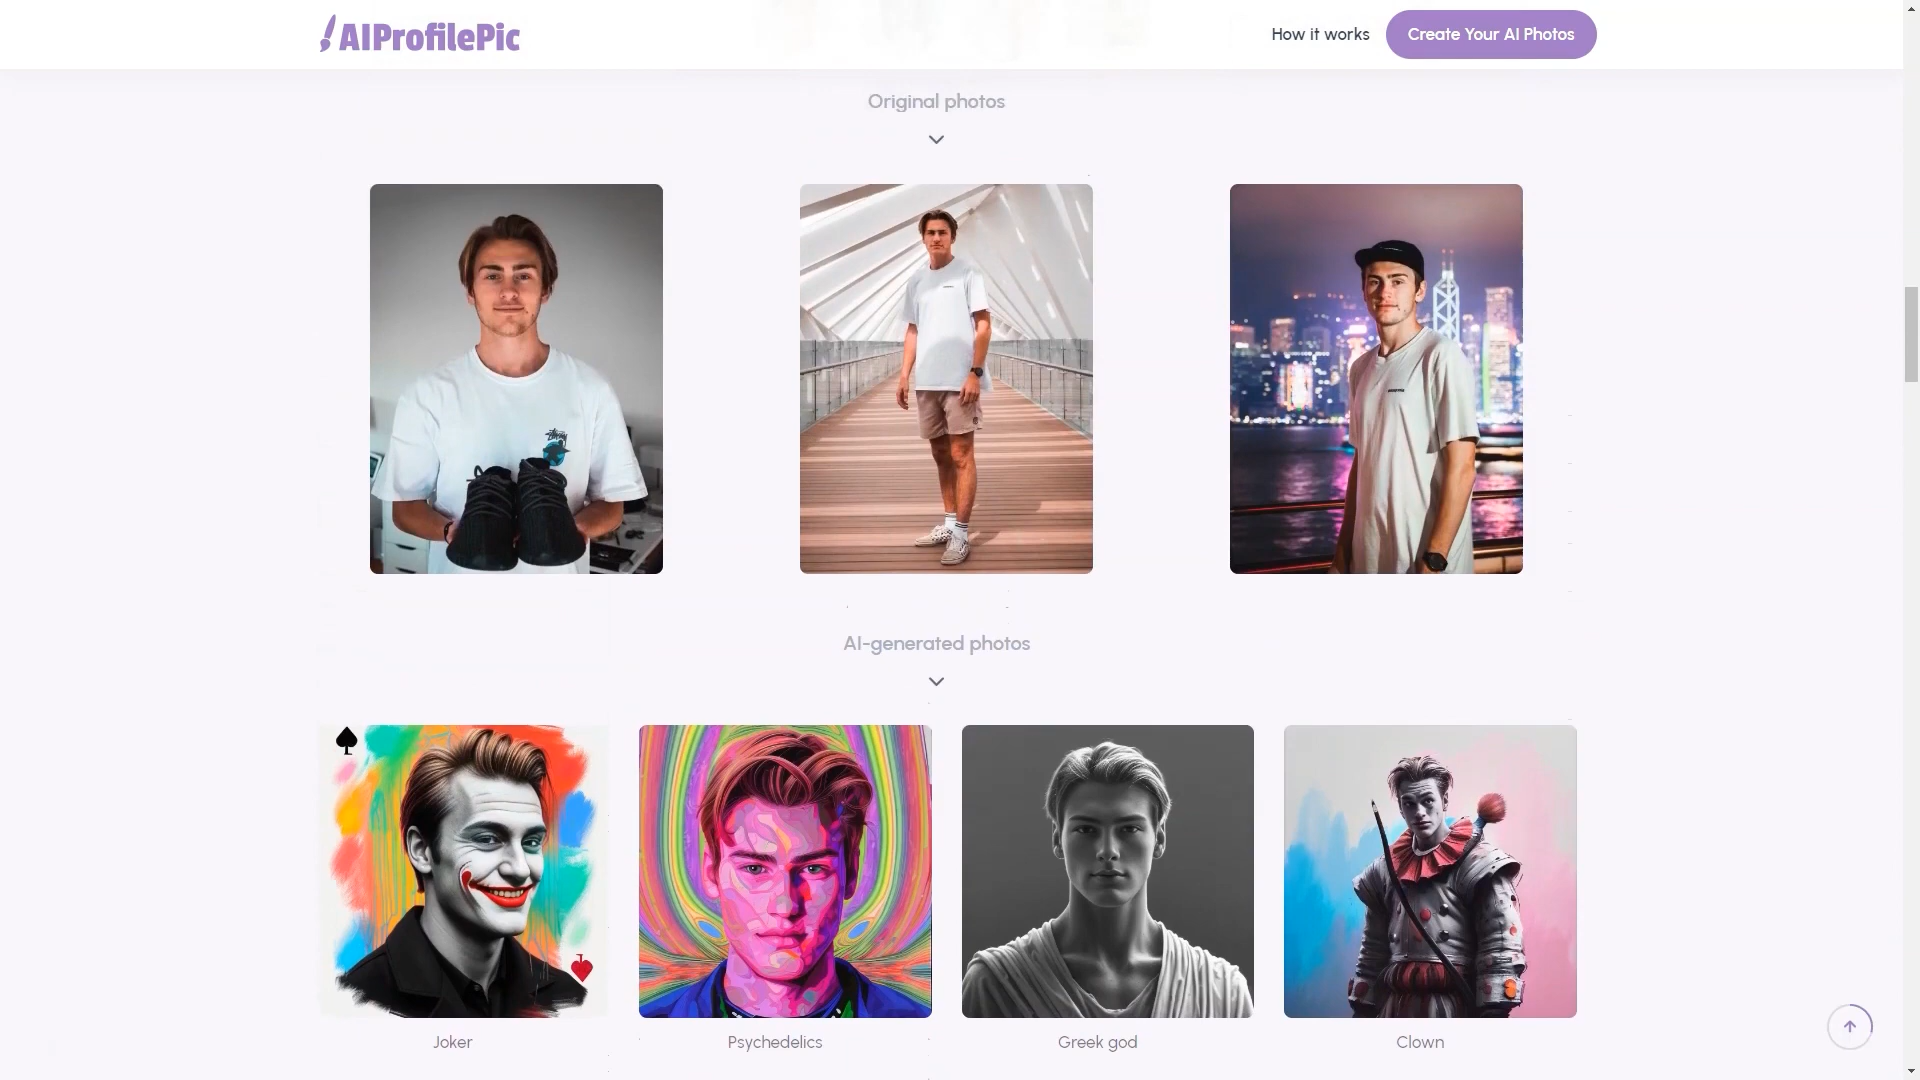 AIProfilePic
How it works
Create Your AI Photos
Original photos
AI-generated photos
Joker
Psychedelics
Greek god
Clown